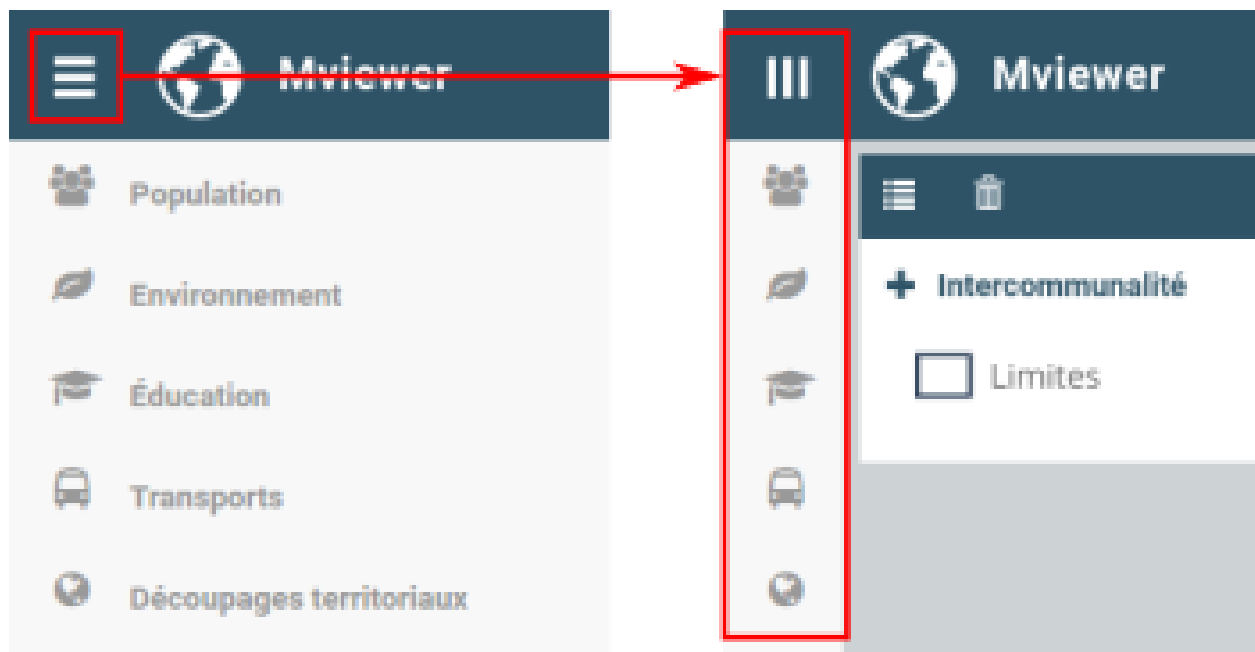 Mviewer
Population
Environnement
Éducation
Transports
Découpages territoriaux
Mviewer
Intercommunalité
Limites